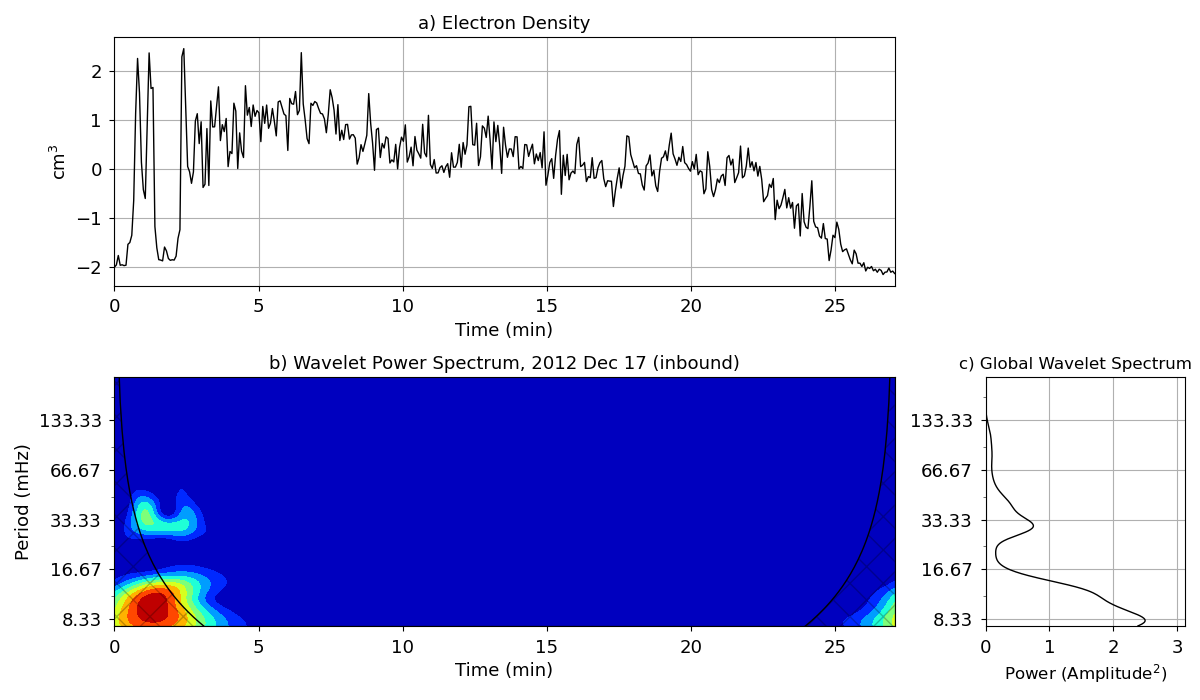 a) Electron Density
2
1
0
−1
−2
cm³
0 5 10 15 20 25
Time (min)
b) Wavelet Power Spectrum, 2012 Dec 17 (inbound)
133.33
66.67
33.33
16.67
8.33
Period (mHz)
0 5 10 15 20 25
Time (min)
c) Global Wavelet Spectrum
133.33
66.67
33.33
16.67
8.33
0 1 2 3
Power (Amplitude²)